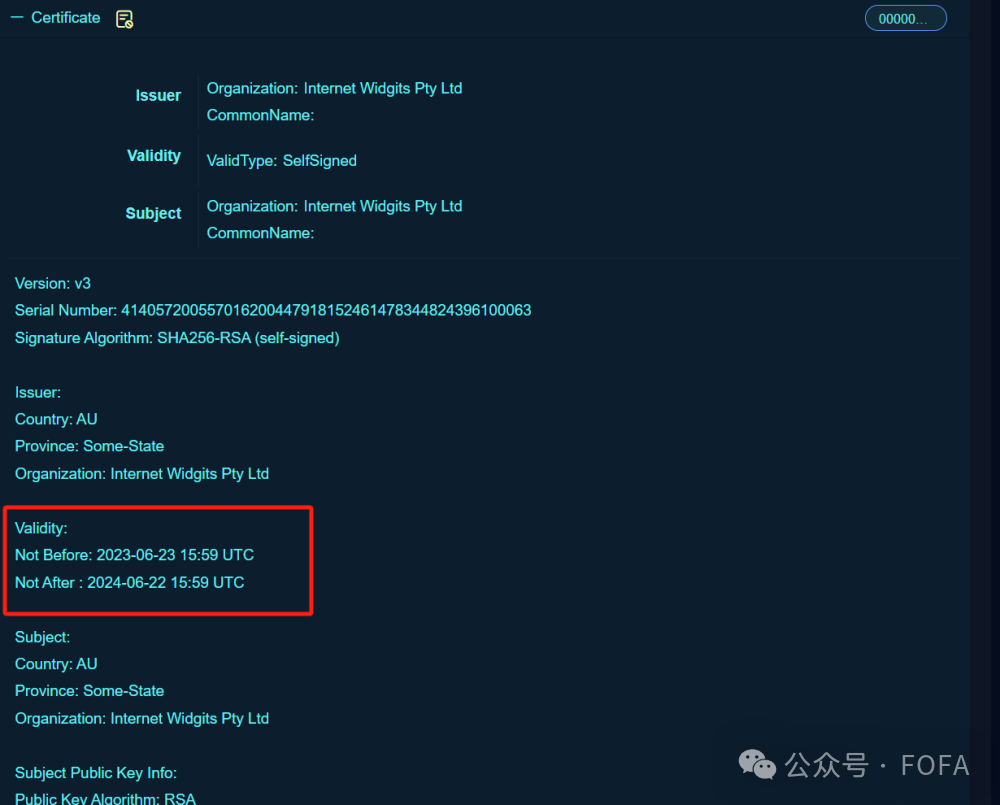 Certificate
00000...
Issuer
Organization: Internet Widgits Pty Ltd
CommonName:
Validity
ValidType: SelfSigned
Subject
Organization: Internet Widgits Pty Ltd
CommonName:
Version: v3
Serial Number: 414057200557016200447918152461478344824396100063
Signature Algorithm: SHA256-RSA (self-signed)
Issuer:
Country: AU
Province: Some-State
Organization: Internet Widgits Pty Ltd
Validity:
Not Before: 2023-06-23 15:59 UTC
Not After : 2024-06-22 15:59 UTC
Subject:
Country: AU
Province: Some-State
Organization: Internet Widgits Pty Ltd
Subject Public Key Info:
Public Key Algorithm: RSA
公众号 · FOFA